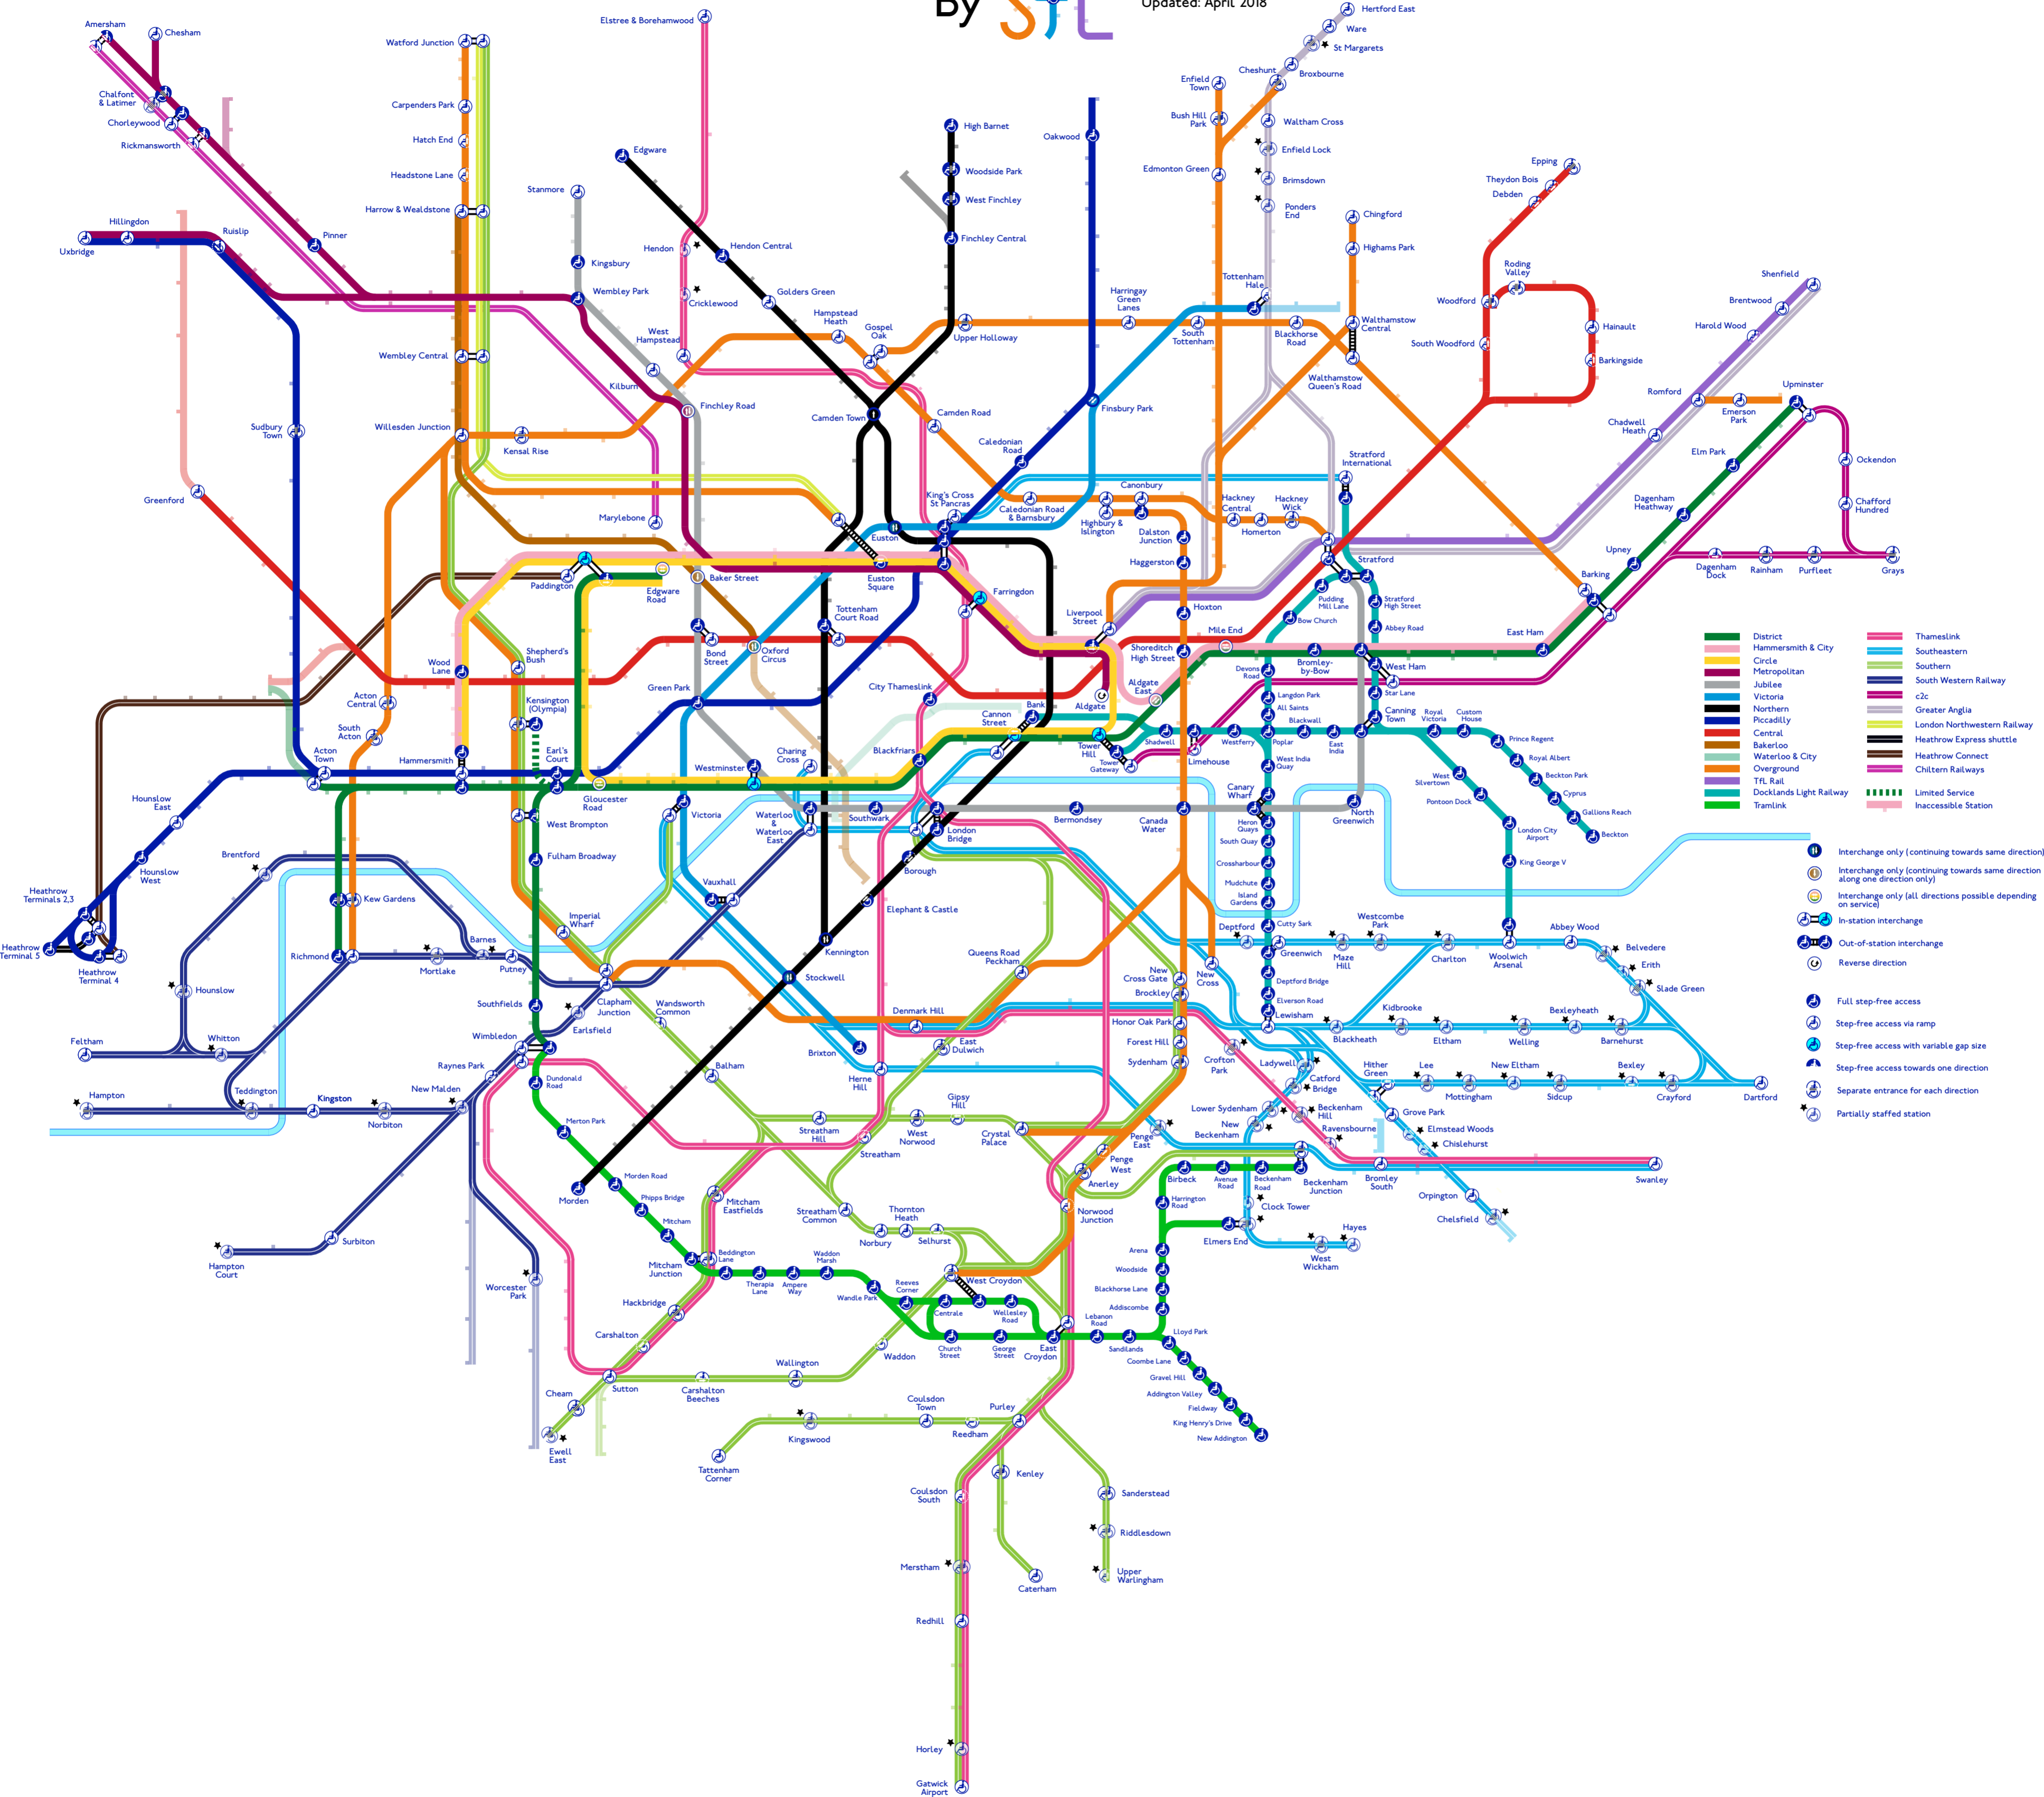 By STL
Updated: April 2018
Amersham
Chesham
Chalfont
& Latimer
Chorleywood
Rickmansworth
Watford Junction
Carpenders Park
Hatch End
Headstone Lane
Harrow & Wealdstone
Elstree & Borehamwood
Hertford East
Ware
St Margarets
Broxbourne
Cheshunt
Enfield
Town
Bush Hill
Park
Waltham Cross
Enfield Lock
Edmonton Green
Brimsdown
Ponders
End
High Barnet
Woodside Park
West Finchley
Finchley Central
Oakwood
Edgware
Stanmore
Hendon
Hendon Central
Kingsbury
Wembley Park
Cricklewood
Golders Green
Hillingdon
Uxbridge
Ruislip
Pinner
Epping
Theydon Bois
Debden
Chingford
Highams Park
Roding
Valley
Woodford
Hainault
South Woodford
Barkingside
Shenfield
Brentwood
Harold Wood
Romford
Upminster
Emerson
Park
Chadwell
Heath
Elm Park
Ockendon
Dagenham
Heathway
Chafford
Hundred
Upney
Barking
Dagenham
Dock
Rainham
Purfleet
Grays
Tottenham
Hale
Harringay
Green
Lanes
South
Tottenham
Blackhorse
Road
Walthamstow
Central
Walthamstow
Queen's Road
Hampstead
Heath
Gospel
Oak
Upper Holloway
West
Hampstead
Kilburn
Finchley Road
Wembley Central
Willesden Junction
Kensal Rise
Sudbury
Town
Greenford
Marylebone
Camden Town
Camden Road
Finsbury Park
Caledonian
Road
King's Cross
St Pancras
Caledonian Road
& Barnsbury
Canonbury
Highbury &
Islington
Dalston
Junction
Haggerston
Hackney
Central
Homerton
Hackney
Wick
Stratford
International
Stratford
Euston
Euston
Square
Paddington
Edgware
Road
Baker Street
Farringdon
Tottenham
Court Road
Liverpool
Street
Hoxton
Mile End
Shoreditch
High Street
Pudding
Mill Lane
Bow Church
Stratford
High Street
Abbey Road
East Ham
Bromley-
by-Bow
West Ham
Devons
Road
Langdon Park
All Saints
Star Lane
Canning
Town
Royal
Victoria
Custom
House
Prince Regent
Royal Albert
Beckton Park
Cyprus
Gallions Reach
Beckton
Shepherd's
Bush
Wood
Lane
Bond
Street
Oxford
Circus
Kensington
(Olympia)
Acton
Central
South
Acton
Acton
Town
Hammersmith
Earl's
Court
Green Park
City Thameslink
Bank
Cannon
Street
Aldgate
Aldgate
East
Blackfriars
Charing
Cross
Westminster
Tower
Hill
Tower
Gateway
Shadwell
Limehouse
Westferry
Poplar
Blackwall
East
India
West India
Quay
West
Silvertown
Pontoon Dock
London City
Airport
King George V
Gloucester
Road
West Brompton
Victoria
Waterloo
&
Waterloo
East
Southwark
London
Bridge
Bermondsey
Canada
Water
Canary
Wharf
Heron
Quays
North
Greenwich
South Quay
Crossharbour
Mudchute
Island
Gardens
Cutty Sark
Hounslow
East
Hounslow
West
Heathrow
Terminals 2,3
Heathrow
Terminal 5
Heathrow
Terminal 4
Brentford
Kew Gardens
Richmond
Hounslow
Fulham Broadway
Imperial
Wharf
Vauxhall
Borough
Elephant & Castle
Kennington
Stockwell
Barnes
Mortlake
Putney
Clapham
Junction
Southfields
Earlsfield
Wandsworth
Common
Wimbledon
Queens Road
Peckham
Denmark Hill
East
Dulwich
New
Cross Gate
New
Cross
Brockley
Honor Oak Park
Forest Hill
Sydenham
Deptford
Greenwich
Deptford Bridge
Elverson Road
Lewisham
Maze
Hill
Westcombe
Park
Charlton
Woolwich
Arsenal
Abbey Wood
Belvedere
Erith
Slade Green
Kidbrooke
Blackheath
Eltham
Welling
Bexleyheath
Barnehurst
Brixton
Herne
Hill
Crofton
Park
Ladywell
Catford
Bridge
Hither
Green
Lee
Mottingham
New Eltham
Sidcup
Bexley
Crayford
Dartford
Feltham
Whitton
Teddington
Hampton
Kingston
Norbiton
New Malden
Raynes Park
Dundonald
Road
Balham
Gipsy
Hill
Streatham
Hill
West
Norwood
Crystal
Palace
Streatham
Lower Sydenham
New
Beckenham
Beckenham
Hill
Grove Park
Ravensbourne
Elmstead Woods
Chislehurst
Penge
East
Penge
West
Anerley
Birbeck
Avenue
Road
Beckenham
Road
Beckenham
Junction
Bromley
South
Swanley
Orpington
Chelsfield
Merton Park
Morden Road
Morden
Phipps Bridge
Mitcham
Mitcham
Eastfields
Mitcham
Junction
Beddington
Lane
Therapia
Lane
Ampere
Way
Waddon
Marsh
Wandle Park
Reeves
Corner
Centrale
West Croydon
Wellesley
Road
Church
Street
George
Street
East
Croydon
Lebanon
Road
Sandilands
Streatham
Common
Norbury
Thornton
Heath
Selhurst
Norwood
Junction
Harrington
Road
Clock Tower
Elmers End
Hayes
West
Wickham
Arena
Woodside
Blackhorse Lane
Addiscombe
Lloyd Park
Coombe Lane
Gravel Hill
Addington Valley
Fieldway
King Henry's Drive
New Addington
Surbiton
Hampton
Court
Worcester
Park
Hackbridge
Carshalton
Sutton
Carshalton
Beeches
Wallington
Waddon
Cheam
Ewell
East
Kingswood
Coulsdon
Town
Reedham
Purley
Tattenham
Corner
Kenley
Sanderstead
Coulsdon
South
Riddlesdown
Merstham
Caterham
Upper
Warlingham
Redhill
Horley
Gatwick
Airport
District
Hammersmith & City
Circle
Metropolitan
Jubilee
Victoria
Northern
Piccadilly
Central
Bakerloo
Waterloo & City
Overground
TfL Rail
Docklands Light Railway
Tramlink
Thameslink
Southeastern
Southern
South Western Railway
c2c
Greater Anglia
London Northwestern Railway
Heathrow Express shuttle
Heathrow Connect
Chiltern Railways
Limited Service
Inaccessible Station
Interchange only (continuing towards same direction)
Interchange only (continuing towards same direction
along one direction only)
Interchange only (all directions possible depending
on service)
In-station interchange
Out-of-station interchange
Reverse direction
Full step-free access
Step-free access via ramp
Step-free access with variable gap size
Step-free access towards one direction
Separate entrance for each direction
Partially staffed station